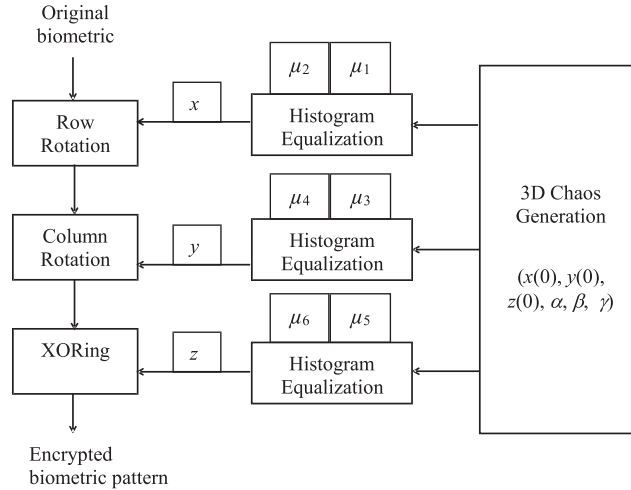 Original
biometric
μ2 μ1
x
Histogram
Equalization
Row
Rotation
3D Chaos
Generation
(x(0), y(0),
z(0), α, β, γ)
μ4 μ3
y
Histogram
Equalization
Column
Rotation
μ6 μ5
z
Histogram
Equalization
XORing
Encrypted
biometric pattern